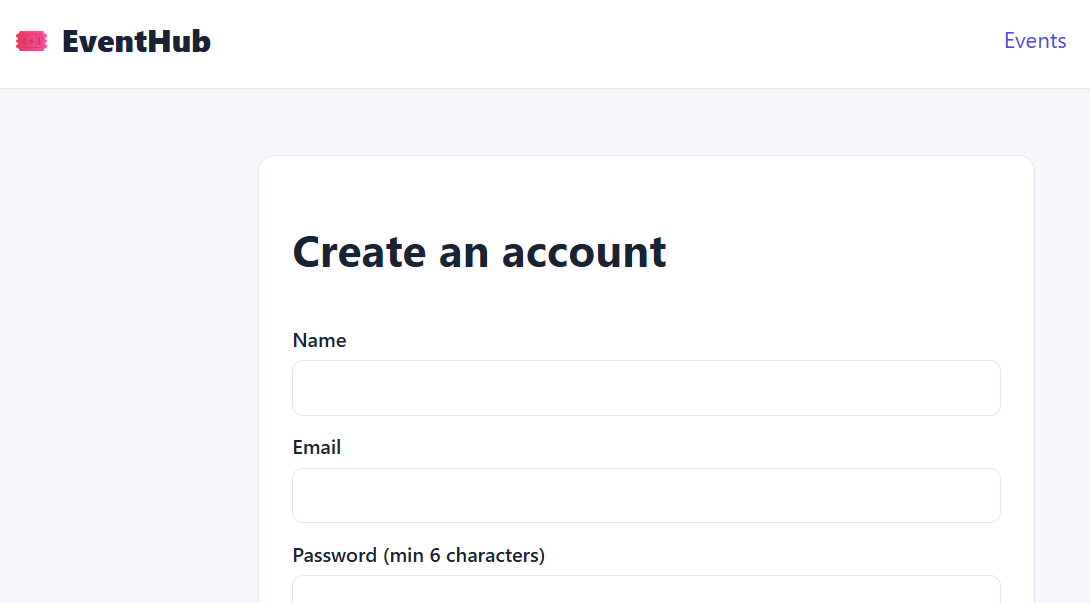 EventHub
Events
Create an account
Name
Email
Password (min 6 characters)